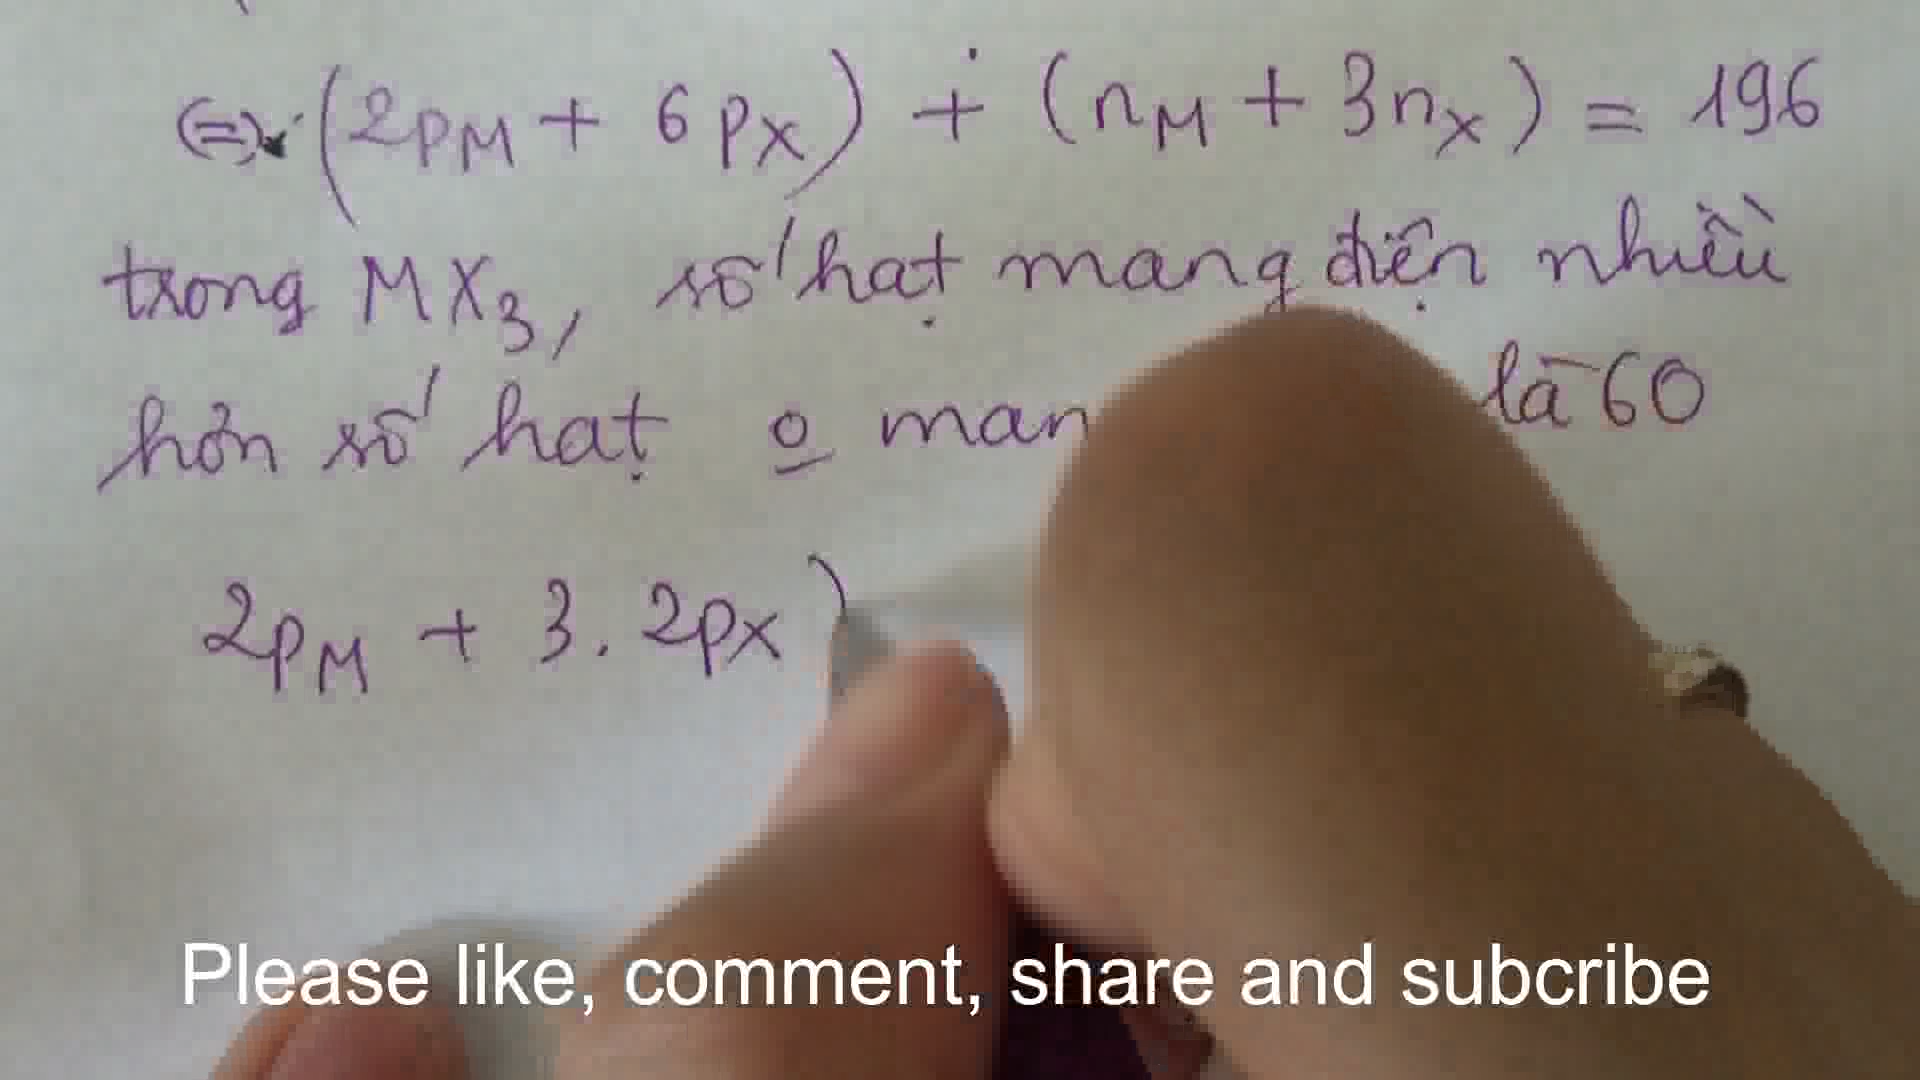 (=) (2pM + 6pX) + (nM + 3nX) = 196
trong MX3, số hạt mang điện nhiều
hơn số hạt o là 60
2pM + 3. 2pX )
Please like, comment, share and subcribe